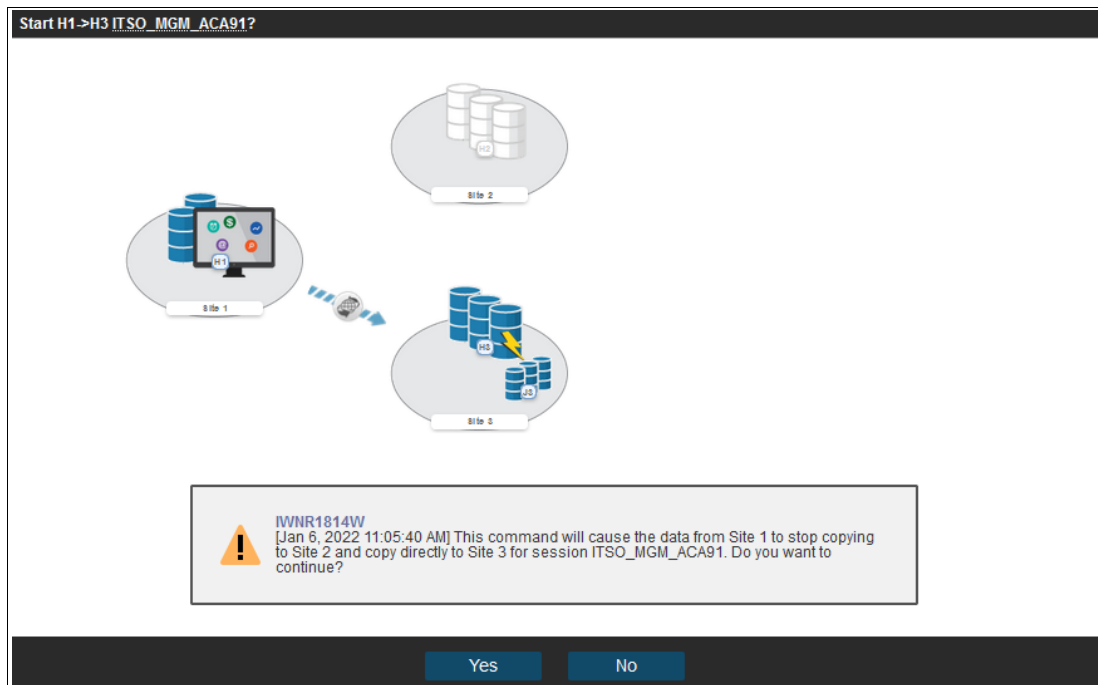 Start H1->H3 ITSO_MGM_ACA91?
H2
Site 2
S
G
P
H1
Site 1
H3
J3
Site 3
!
IWNR1814W
[Jan 6, 2022 11:05:40 AM] This command will cause the data from Site 1 to stop copying
to Site 2 and copy directly to Site 3 for session ITSO_MGM_ACA91. Do you want to
continue?
Yes
No